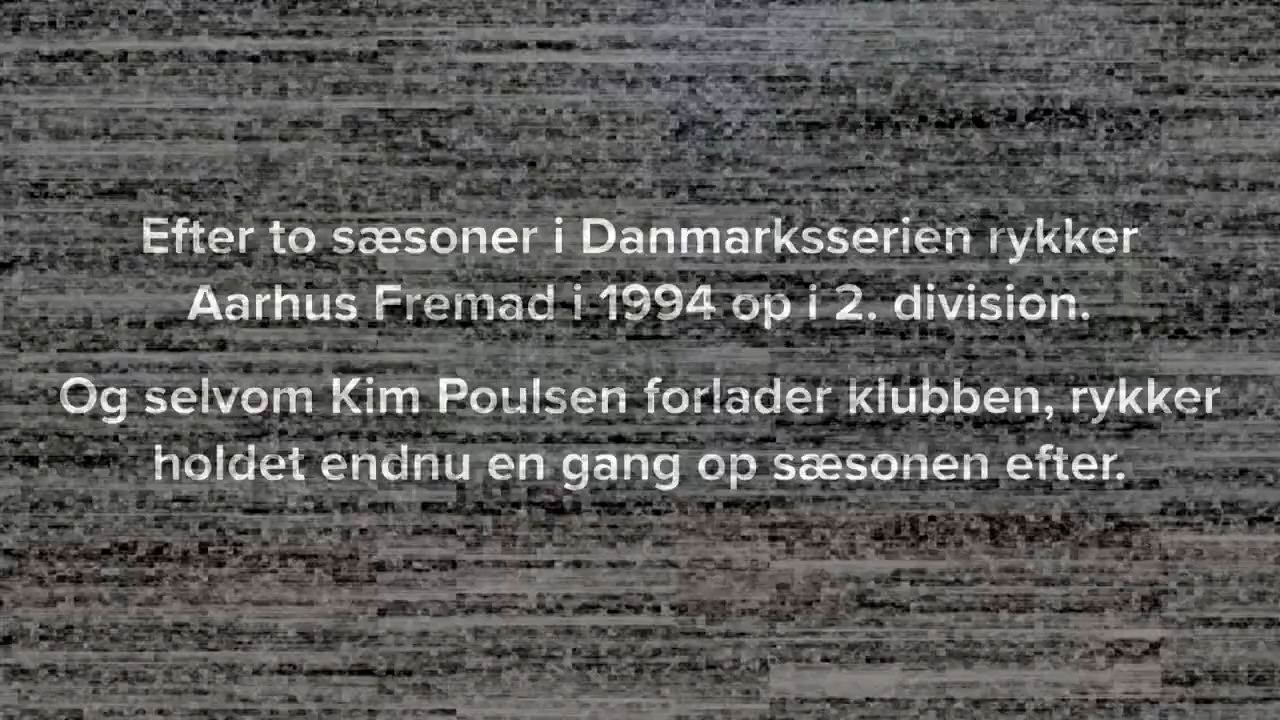 Efter to sæsoner i Danmarksserien rykker
Aarhus Fremad i 1994 op i 2. division.
Og selvom Kim Poulsen forlader klubben, rykker
holdet endnu en gang op sæsonen efter.